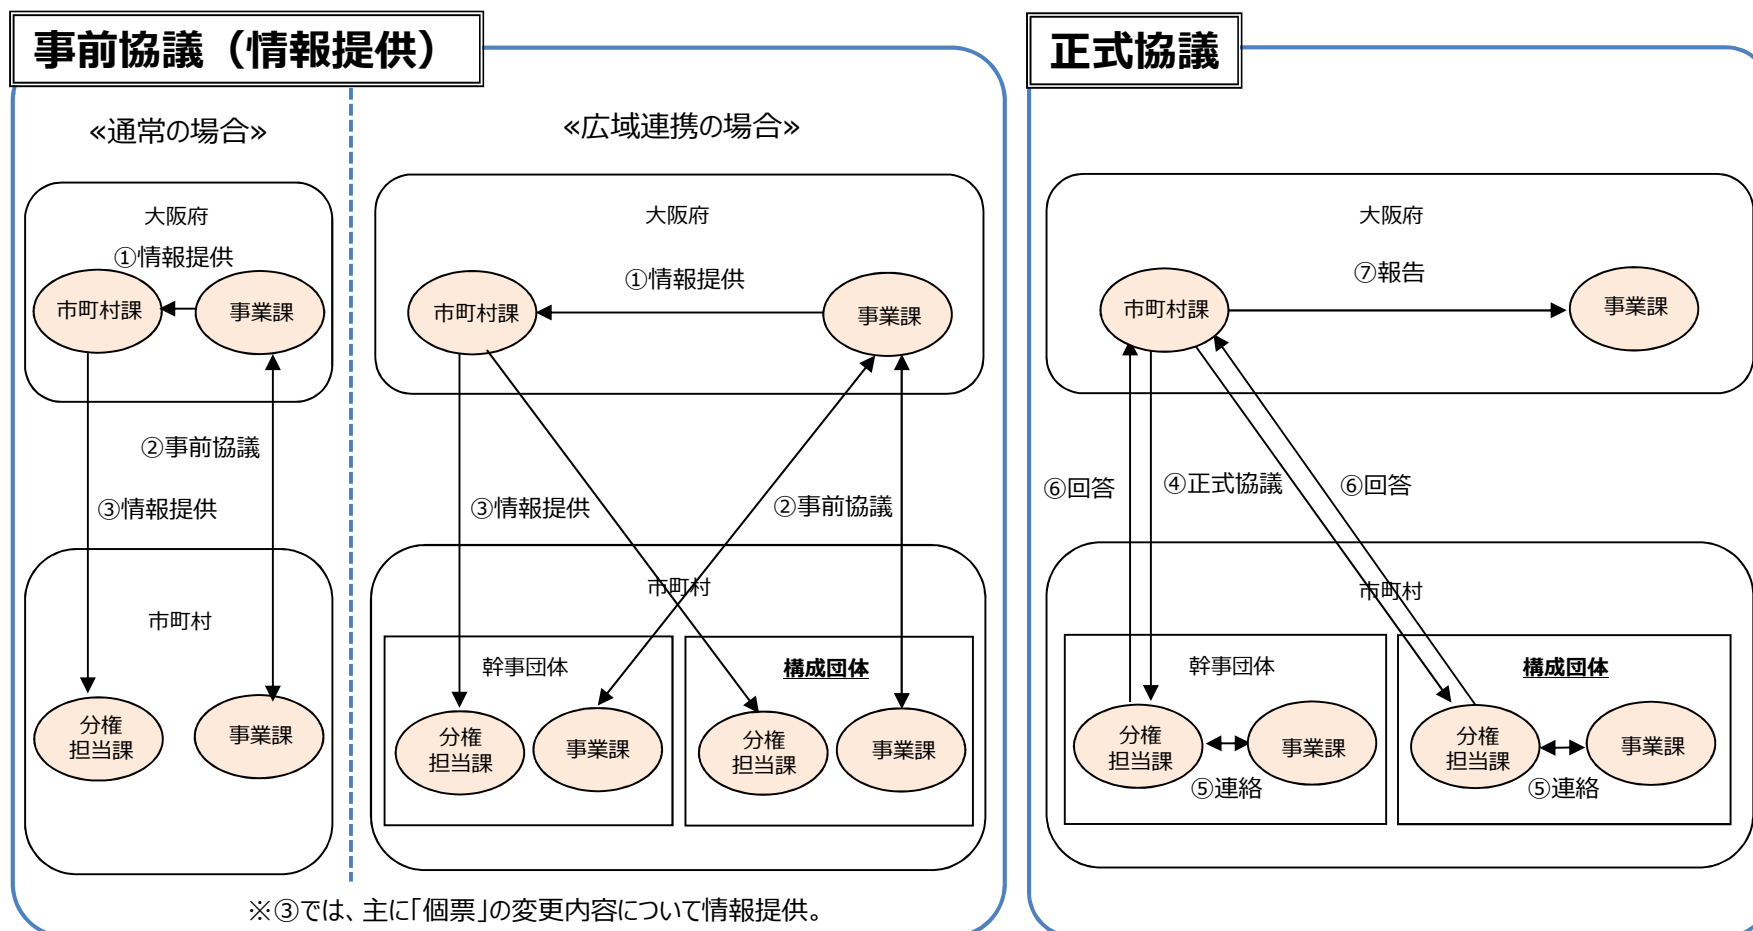 事前協議（情報提供）
≪通常の場合≫
大阪府
①情報提供
市町村課
事業課
②事前協議
③情報提供
市町村
分権
担当課
事業課
≪広域連携の場合≫
大阪府
①情報提供
市町村課
事業課
③情報提供
②事前協議
市町村
幹事団体
分権
担当課
事業課
構成団体
分権
担当課
事業課
※③では、主に「個票」の変更内容について情報提供。
正式協議
大阪府
⑦報告
市町村課
事業課
⑥回答
④正式協議
⑥回答
市町村
幹事団体
分権
担当課
事業課
⑤連絡
構成団体
分権
担当課
事業課
⑤連絡